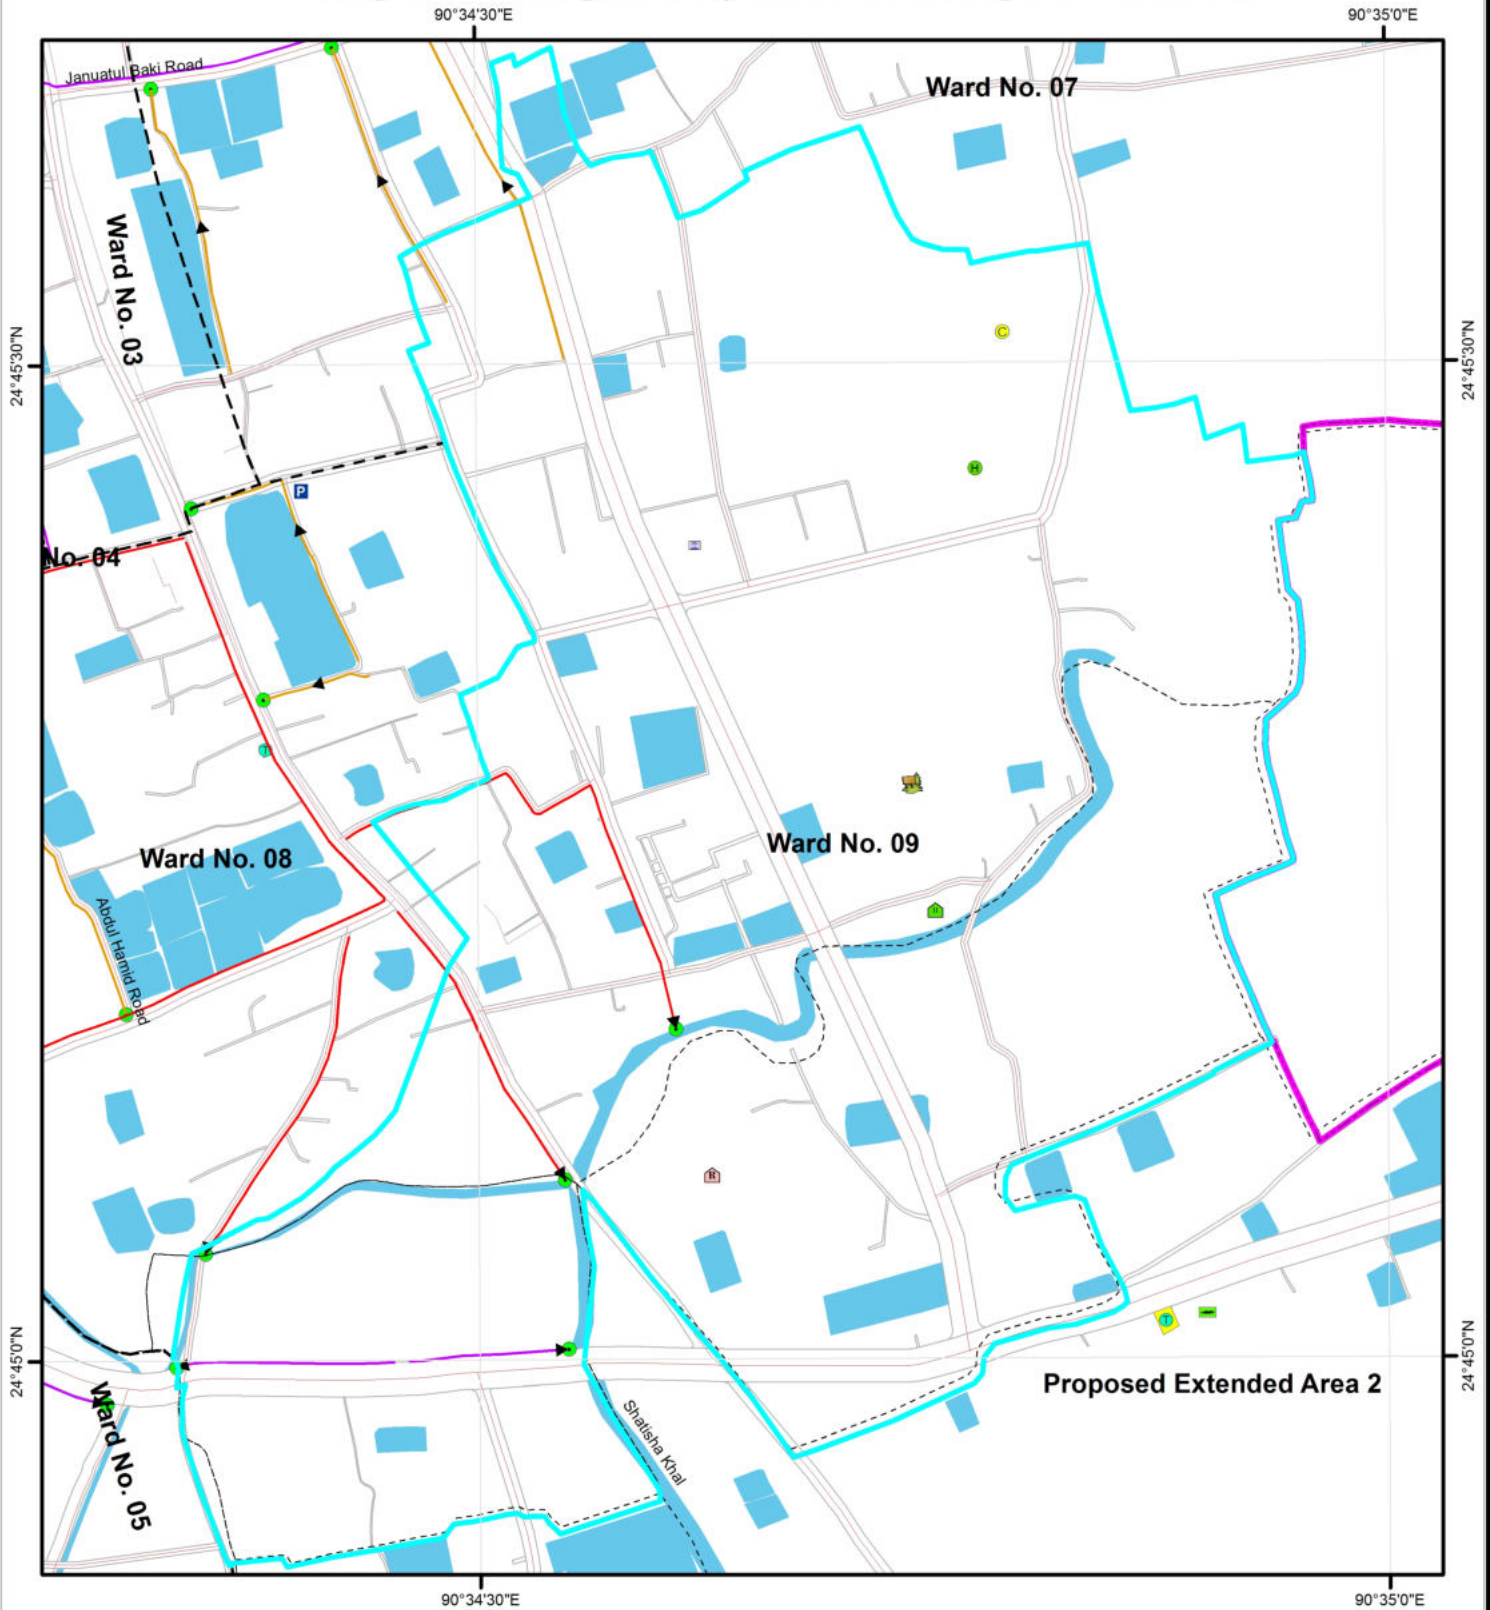 90°34'30"E
90°35'0"E
Januatul Baki Road
Ward No. 07
Ward No. 03
24°45'30"N
24°45'30"N
C
H
P
No. 04
T
Ward No. 08
Ward No. 09
Abdul Hamid Road
R
24°45'0"N
24°45'0"N
T
Proposed Extended Area 2
Ward No. 05
Shatisha Khal
90°34'30"E
90°35'0"E